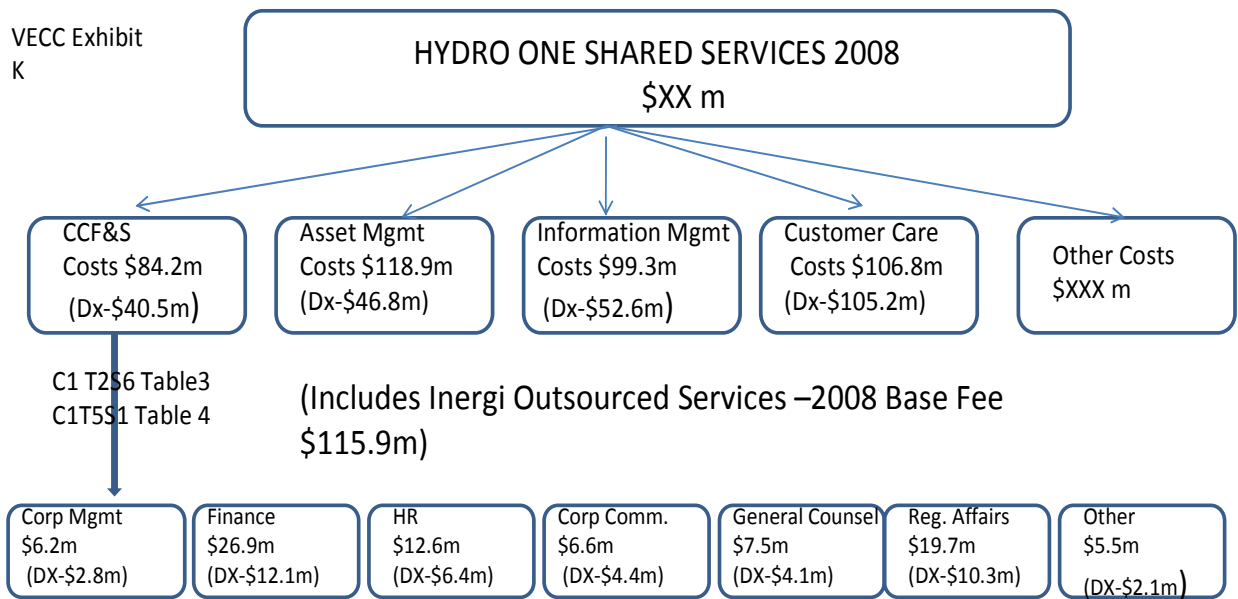 VECC Exhibit
K
HYDRO ONE SHARED SERVICES 2008
$XX m
CCF&S
Costs $84.2m
(Dx-$40.5m)
Asset Mgmt
Costs $118.9m
(Dx-$46.8m)
Information Mgmt
Costs $99.3m
(Dx-$52.6m)
Customer Care
Costs $106.8m
(Dx-$105.2m)
Other Costs
$XXX m
C1 T2S6 Table3
C1T5S1 Table 4
(Includes Inergi Outsourced Services –2008 Base Fee
$115.9m)
Corp Mgmt
$6.2m
(DX-$2.8m)
Finance
$26.9m
(DX-$12.1m)
HR
$12.6m
(DX-$6.4m)
Corp Comm.
$6.6m
(DX-$4.4m)
General Counsel
$7.5m
(DX-$4.1m)
Reg. Affairs
$19.7m
(DX-$10.3m)
Other
$5.5m
(DX-$2.1m)